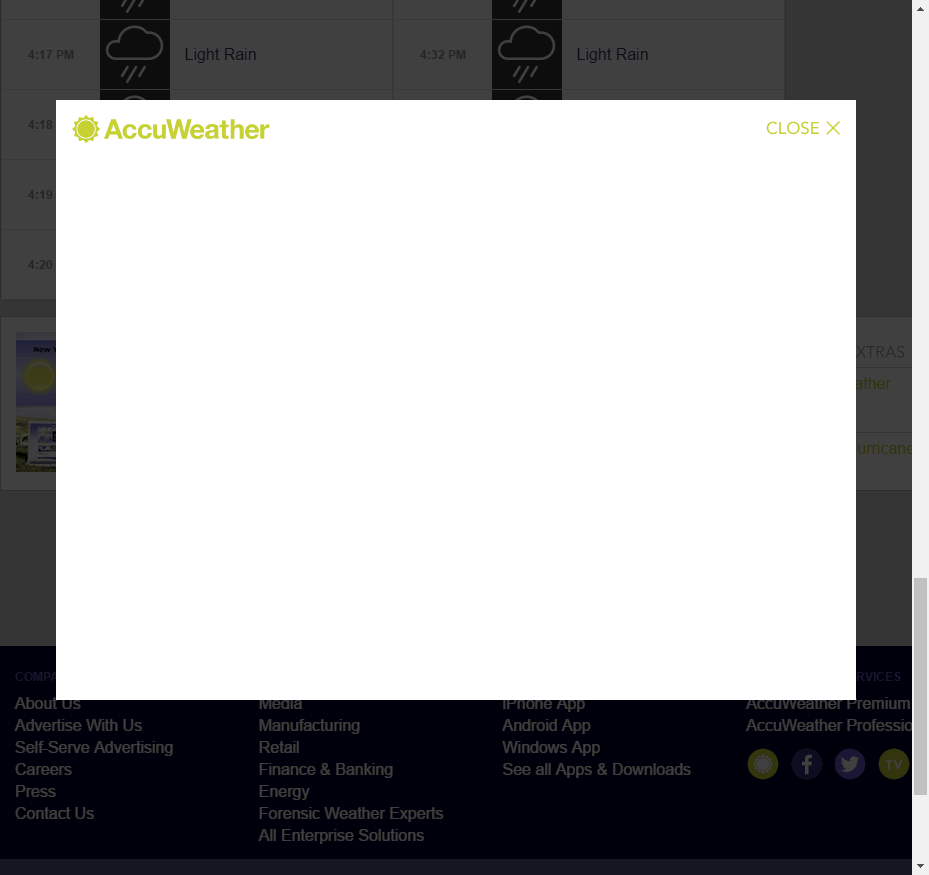 4:17 PM Light Rain 4:32 PM Light Rain
4:18
AccuWeather CLOSE
4:19
4:20
New
XTRAS
ather
urricane
COMPA RVICES
About Us Media iPhone App AccuWeather Premium
Advertise With Us Manufacturing Android App AccuWeather Professio
Self-Serve Advertising Retail Windows App
Careers Finance & Banking See all Apps & Downloads
TV
Press Energy
Contact Us Forensic Weather Experts
All Enterprise Solutions